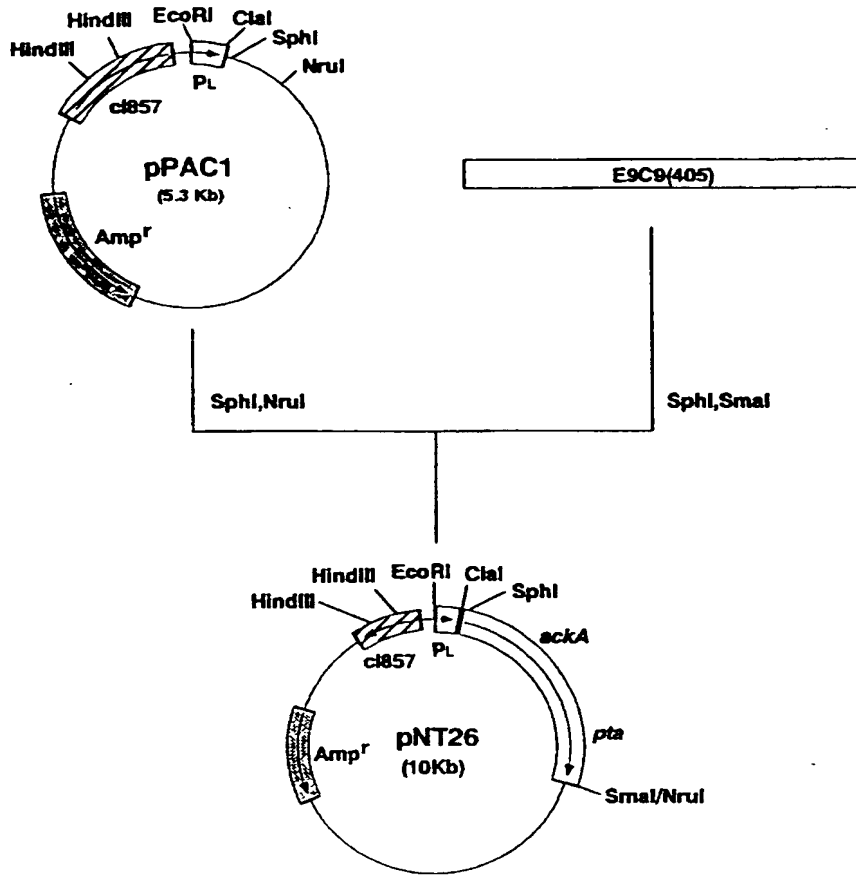 EcoRI
ClaI
HindIII
SphI
HindIII
NruI
PL
cI857
pPAC1
(5.3 Kb)
E9C9(405)
Ampr
SphI,NruI
SphI,SmaI
EcoRI
ClaI
HindIII
SphI
HindIII
ackA
cI857
PL
pNT26
(10Kb)
pta
Ampr
SmaI/NruI